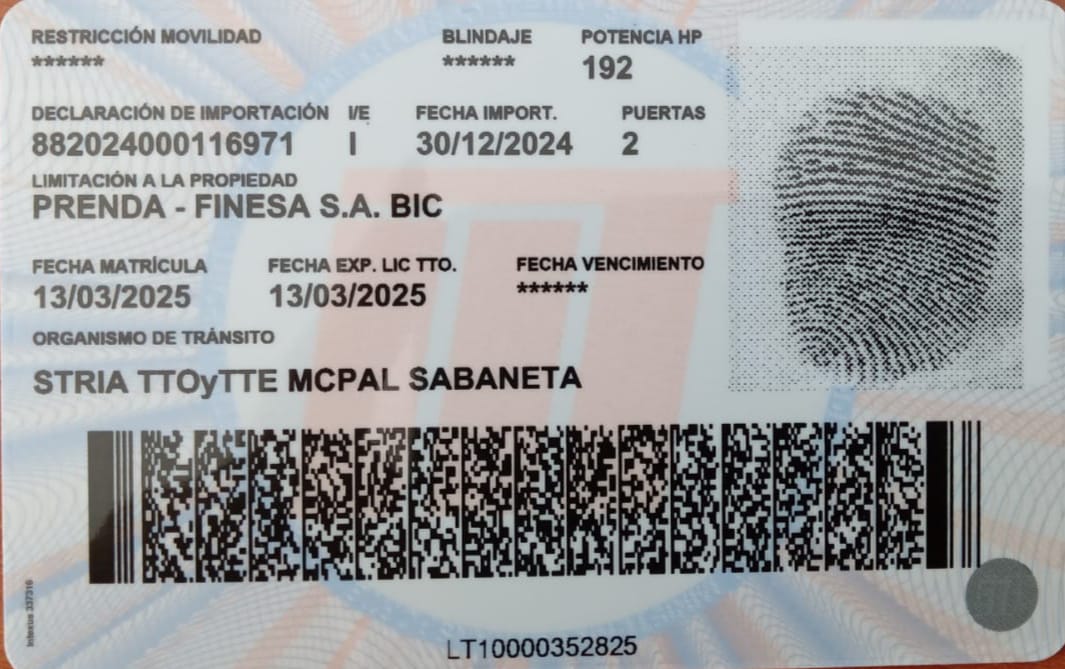 RESTRICCIÓN MOVILIDAD BLINDAJE POTENCIA HP
****** ****** 192
DECLARACIÓN DE IMPORTACIÓN I/E FECHA IMPORT. PUERTAS
882024000116971 I 30/12/2024 2
LIMITACIÓN A LA PROPIEDAD
PRENDA - FINESA S.A. BIC
FECHA MATRÍCULA FECHA EXP. LIC TTO. FECHA VENCIMIENTO
13/03/2025 13/03/2025 ******
ORGANISMO DE TRÁNSITO
STRIA TTOyTTE MCPAL SABANETA
Intexus 337316
LT10000352825